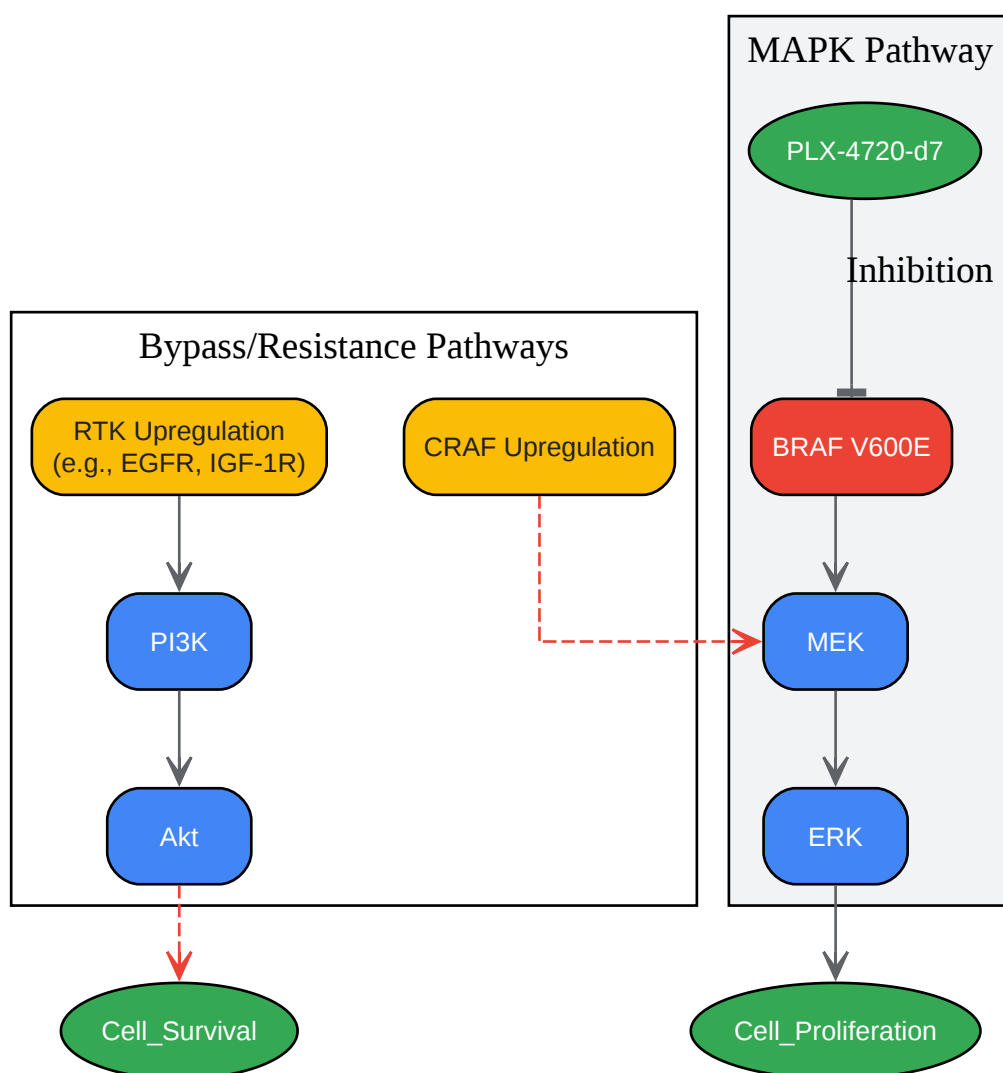 MAPK Pathway
PLX-4720-d7
Inhibition
Bypass/Resistance Pathways
RTK Upregulation
(e.g., EGFR, IGF-1R)
CRAF Upregulation
BRAF V600E
PI3K
MEK
Akt
ERK
Cell_Survival
Cell_Proliferation